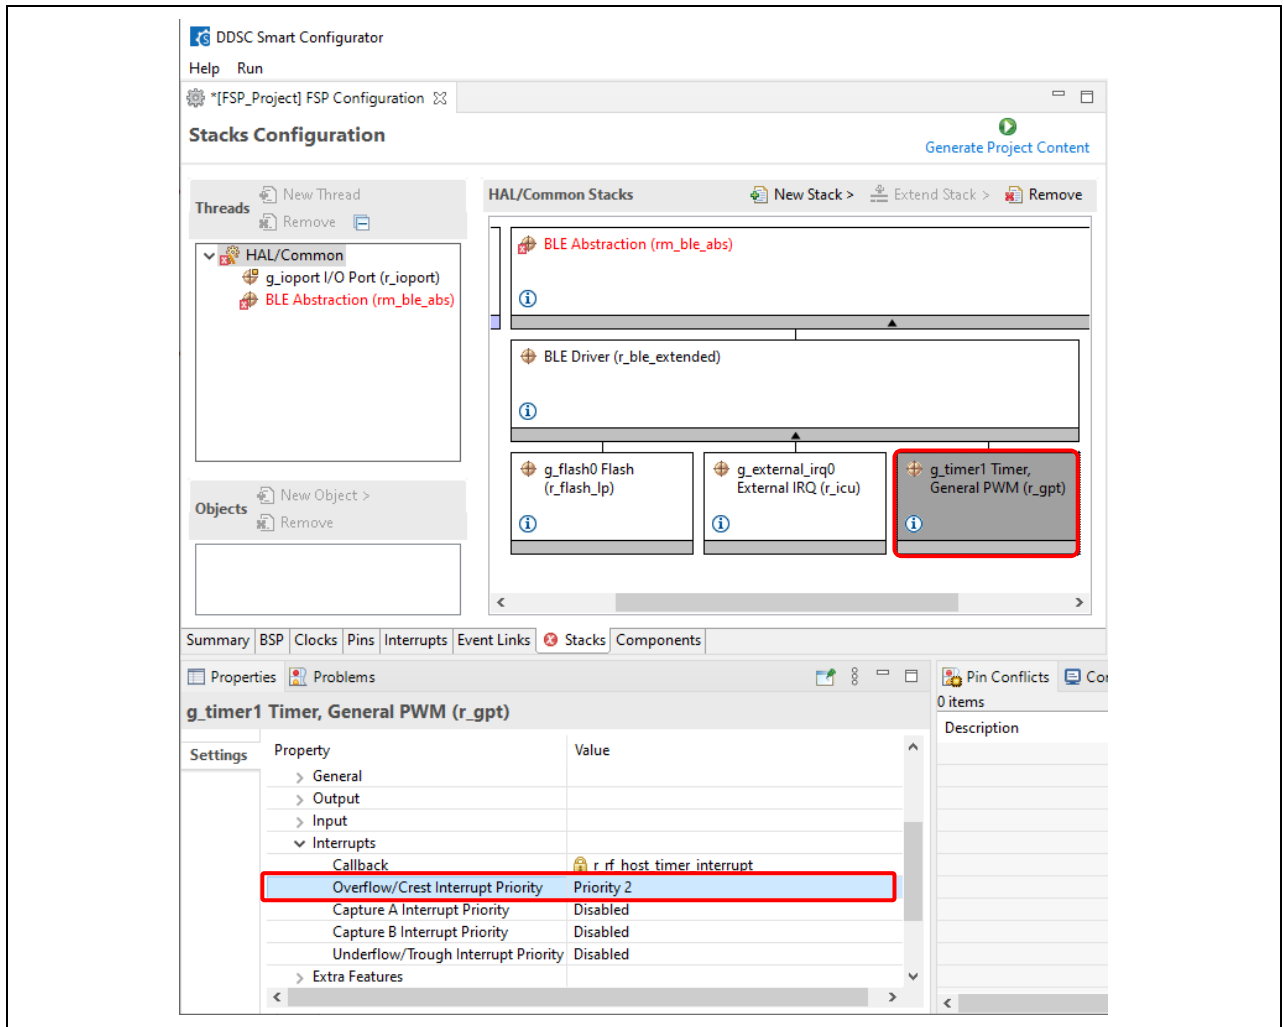 DDSC Smart Configurator
Help Run
*[FSP_Project] FSP Configuration
Stacks Configuration
Generate Project Content
Threads
New Thread
Remove
HAL/Common Stacks
New Stack >
Extend Stack >
Remove
HAL/Common
g_ioport I/O Port (r_ioport)
BLE Abstraction (rm_ble_abs)
BLE Abstraction (rm_ble_abs)
BLE Driver (r_ble_extended)
g_flash0 Flash
(r_flash_lp)
g_external_irq0
External IRQ (r_icu)
g_timer1 Timer,
General PWM (r_gpt)
Objects
New Object >
Remove
Summary BSP Clocks Pins Interrupts Event Links Stacks Components
Properties Problems
g_timer1 Timer, General PWM (r_gpt)
Settings
Property Value
General
Output
Input
Interrupts
Callback r_rf_host_timer_interrupt
Overflow/Crest Interrupt Priority Priority 2
Capture A Interrupt Priority Disabled
Capture B Interrupt Priority Disabled
Underflow/Trough Interrupt Priority Disabled
Extra Features
Pin Conflicts
0 items
Description